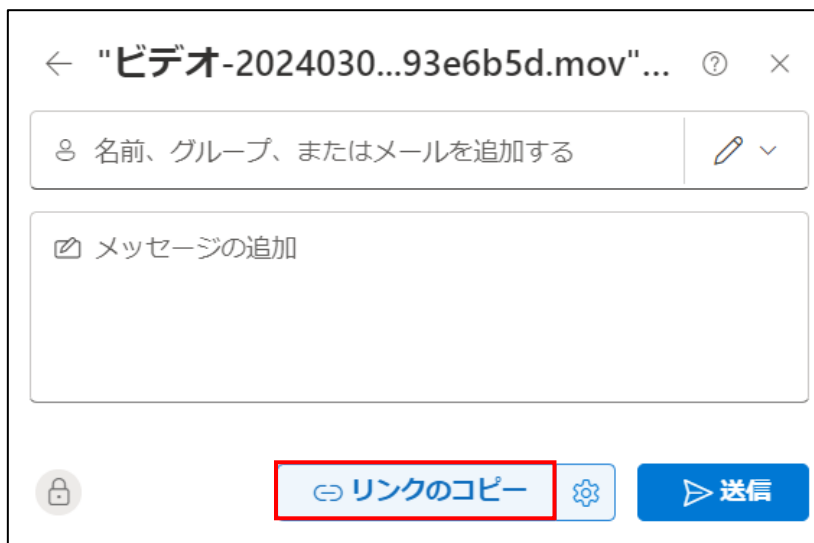 "ビデオ-2024030...93e6b5d.mov"...
名前、グループ、またはメールを追加する
メッセージの追加
リンクのコピー
送信